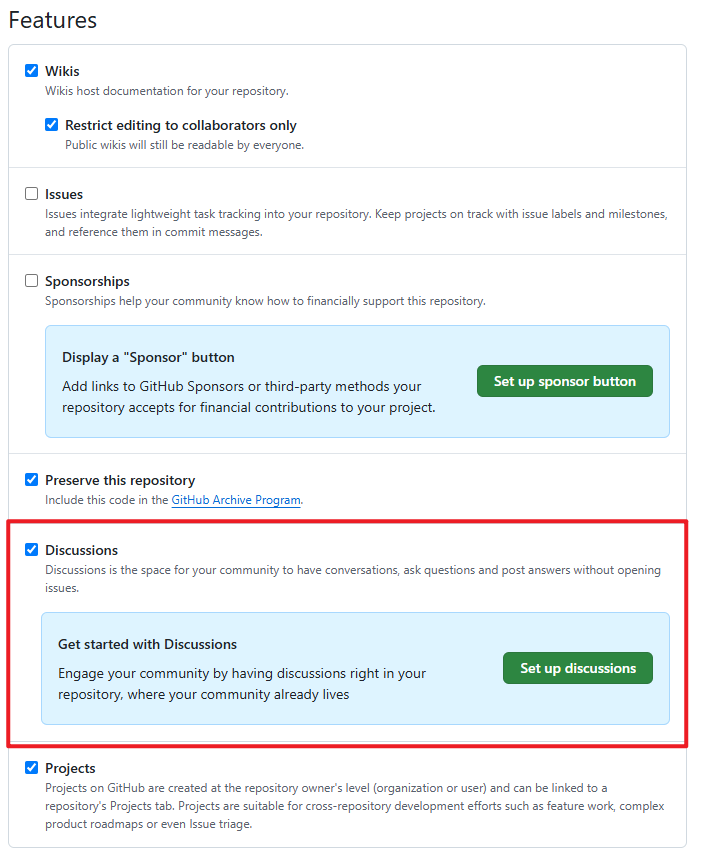 Features
Wikis
Wikis host documentation for your repository.
Restrict editing to collaborators only
Public wikis will still be readable by everyone.
Issues
Issues integrate lightweight task tracking into your repository. Keep projects on track with issue labels and milestones,
and reference them in commit messages.
Sponsorships
Sponsorships help your community know how to financially support this repository.
Display a "Sponsor" button
Add links to GitHub Sponsors or third-party methods your
repository accepts for financial contributions to your project.
Set up sponsor button
Preserve this repository
Include this code in the GitHub Archive Program.
Discussions
Discussions is the space for your community to have conversations, ask questions and post answers without opening
issues.
Get started with Discussions
Engage your community by having discussions right in your
repository, where your community already lives
Set up discussions
Projects
Projects on GitHub are created at the repository owner's level (organization or user) and can be linked to a
repository's Projects tab. Projects are suitable for cross-repository development efforts such as feature work, complex
product roadmaps or even Issue triage.